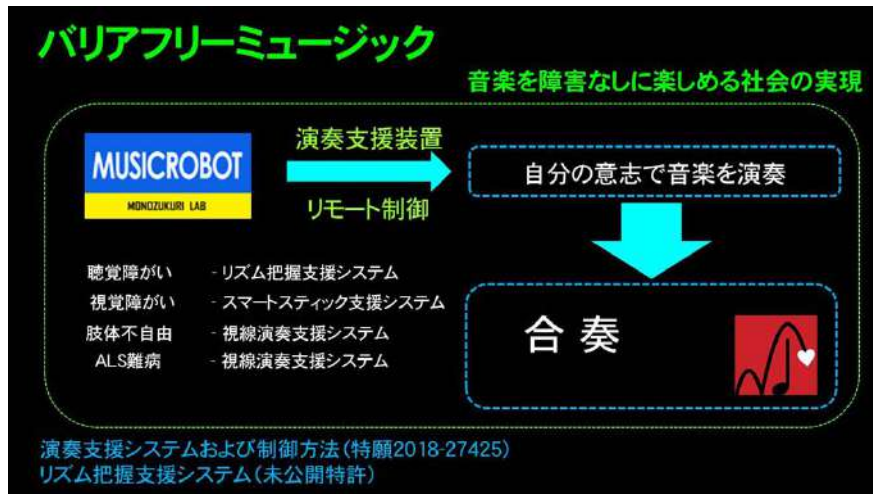 バリアフリーミュージック
音楽を障害なしに楽しめる社会の実現
MUSICROBOT
MONOZUKURI LAB
演奏支援装置
リモート制御
自分の意志で音楽を演奏
聴覚障がい - リズム把握支援システム
視覚障がい - スマートスティック支援システム
肢体不自由 - 視線演奏支援システム
ALS難病 - 視線演奏支援システム
合奏
演奏支援システムおよび制御方法(特願2018-27425)
リズム把握支援システム(未公開特許)